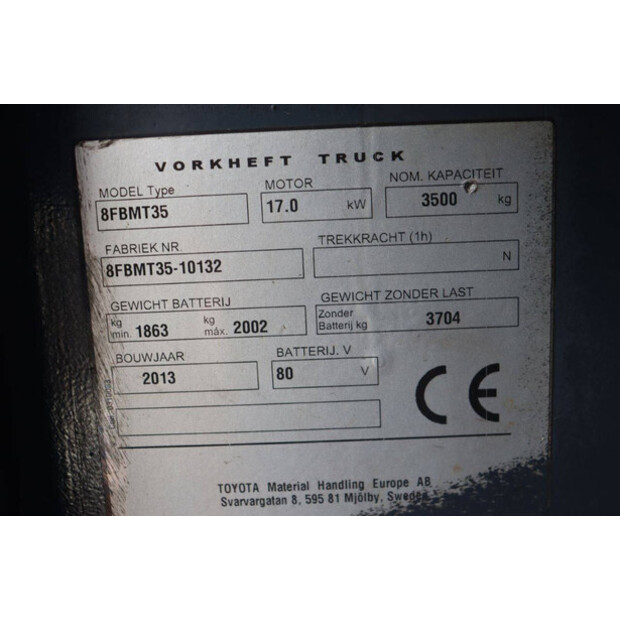 VORKHEFT TRUCK
MODEL Type
8FBMT35
MOTOR
17.0 kW
NOM. KAPACITEIT
3500 kg
FABRIEK NR.
8FBMT35-10132
TREKKRACHT (1h)
N
GEWICHT BATTERIJ
kg min. 1863 kg máx. 2002
GEWICHT ZONDER LAST
Zonder Batterij kg 3704
BOUWJAAR
2013
BATTERIJ. V
80 V
CE
TOYOTA Material Handling Europe AB
Svarvargatan 8, 595 81 Mjölby, Sweden